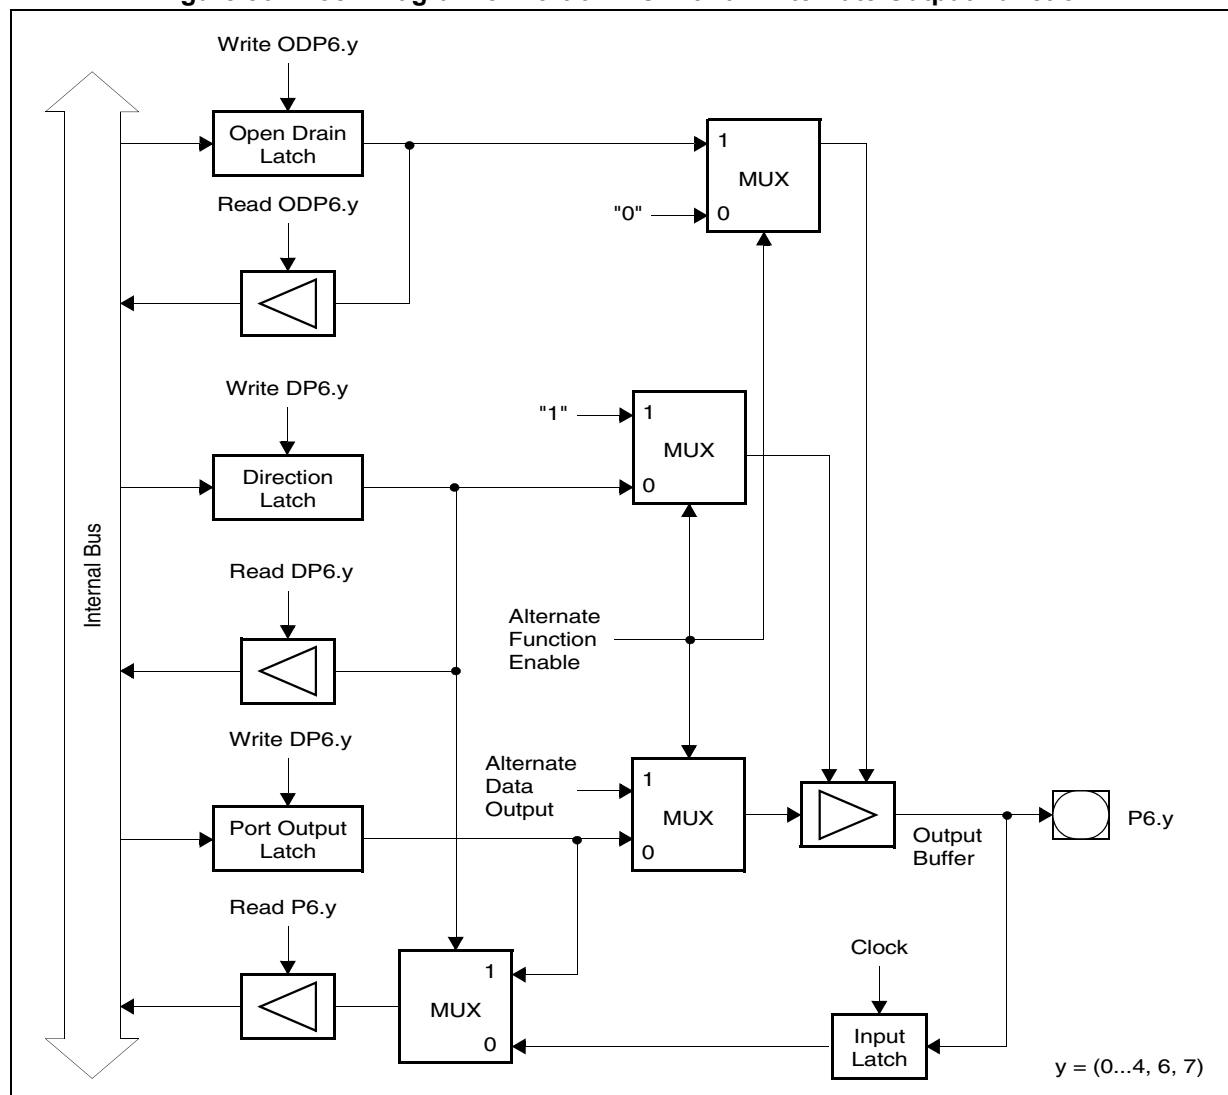 Write ODP6.y
Open Drain
Latch
1
MUX
"0"
0
Read ODP6.y
Write DP6.y
"1"
1
MUX
Direction
Latch
0
Internal Bus
Read DP6.y
Alternate
Function
Enable
Write DP6.y
Alternate
Data
Output
1
MUX
0
Port Output
Latch
Output
Buffer
P6.y
Read P6.y
1
MUX
0
Clock
Input
Latch
y = (0...4, 6, 7)